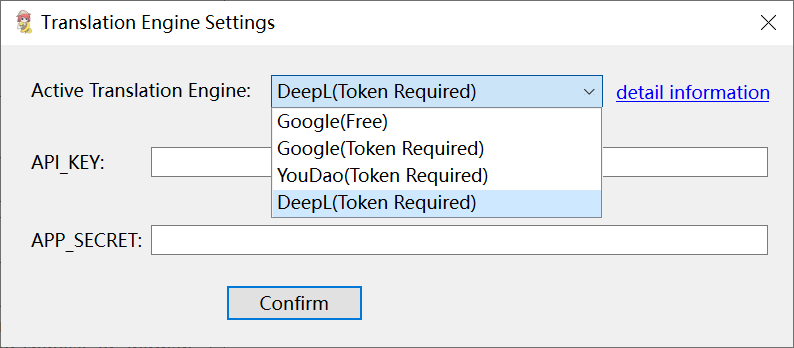 Translation Engine Settings
Active Translation Engine: DeepL(Token Required) detail information
Google(Free)
Google(Token Required)
API_KEY:
YouDao(Token Required)
DeepL(Token Required)
APP_SECRET:
Confirm